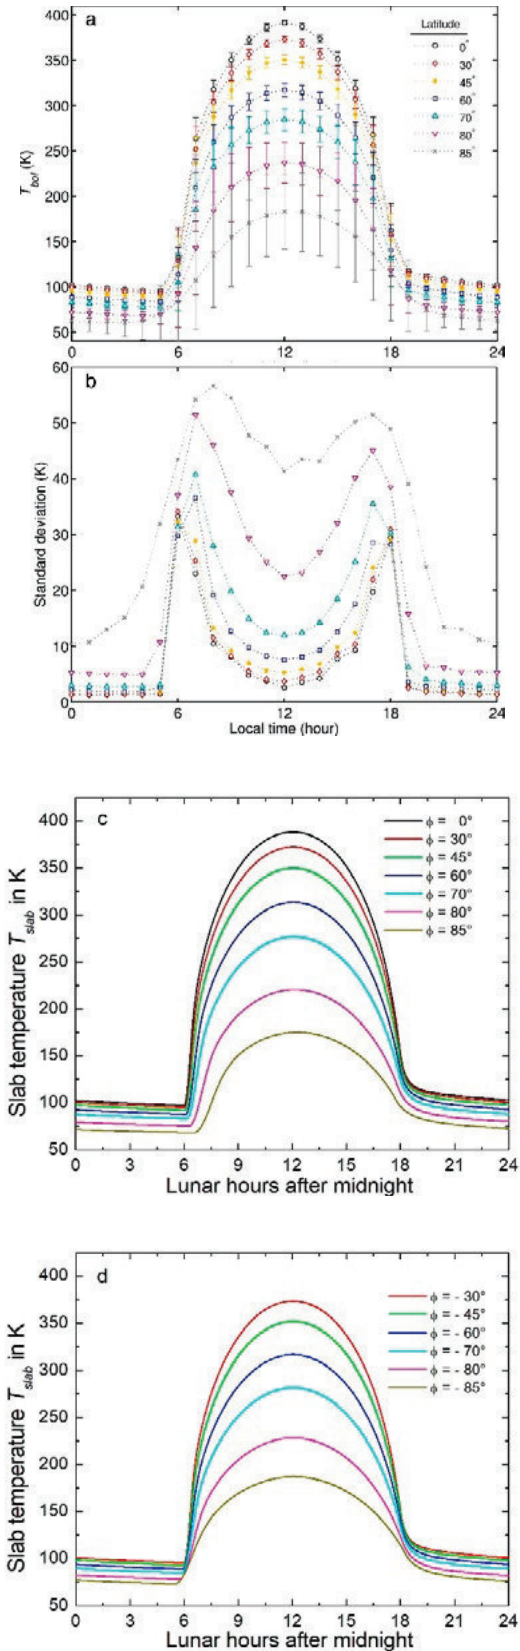 a
Latitude
0°
30°
45°
60°
70°
80°
85°
T_bol (K)
400
350
300
250
200
150
100
50
0
6
12
18
24
b
Standard deviation (K)
60
50
40
30
20
10
0
0
6
12
18
24
Local time (hour)
c
ϕ = 0°
ϕ = 30°
ϕ = 45°
ϕ = 60°
ϕ = 70°
ϕ = 80°
ϕ = 85°
Slab temperature T_slab in K
400
350
300
250
200
150
100
50
0
3
6
9
12
15
18
21
24
Lunar hours after midnight
d
ϕ = - 30°
ϕ = - 45°
ϕ = - 60°
ϕ = - 70°
ϕ = - 80°
ϕ = - 85°
Slab temperature T_slab in K
400
350
300
250
200
150
100
50
0
3
6
9
12
15
18
21
24
Lunar hours after midnight